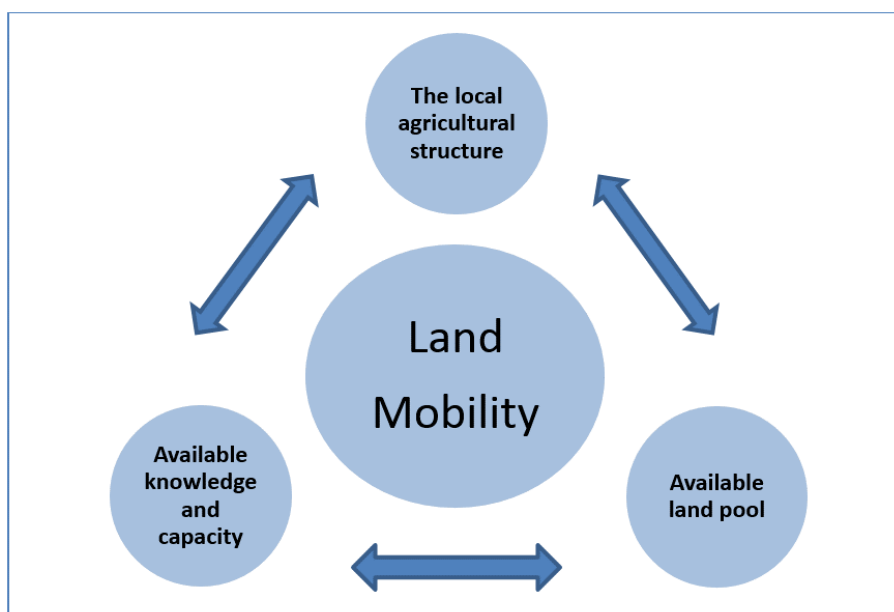 The local
agricultural
structure
Land
Mobility
Available
knowledge
and
capacity
Available
land pool